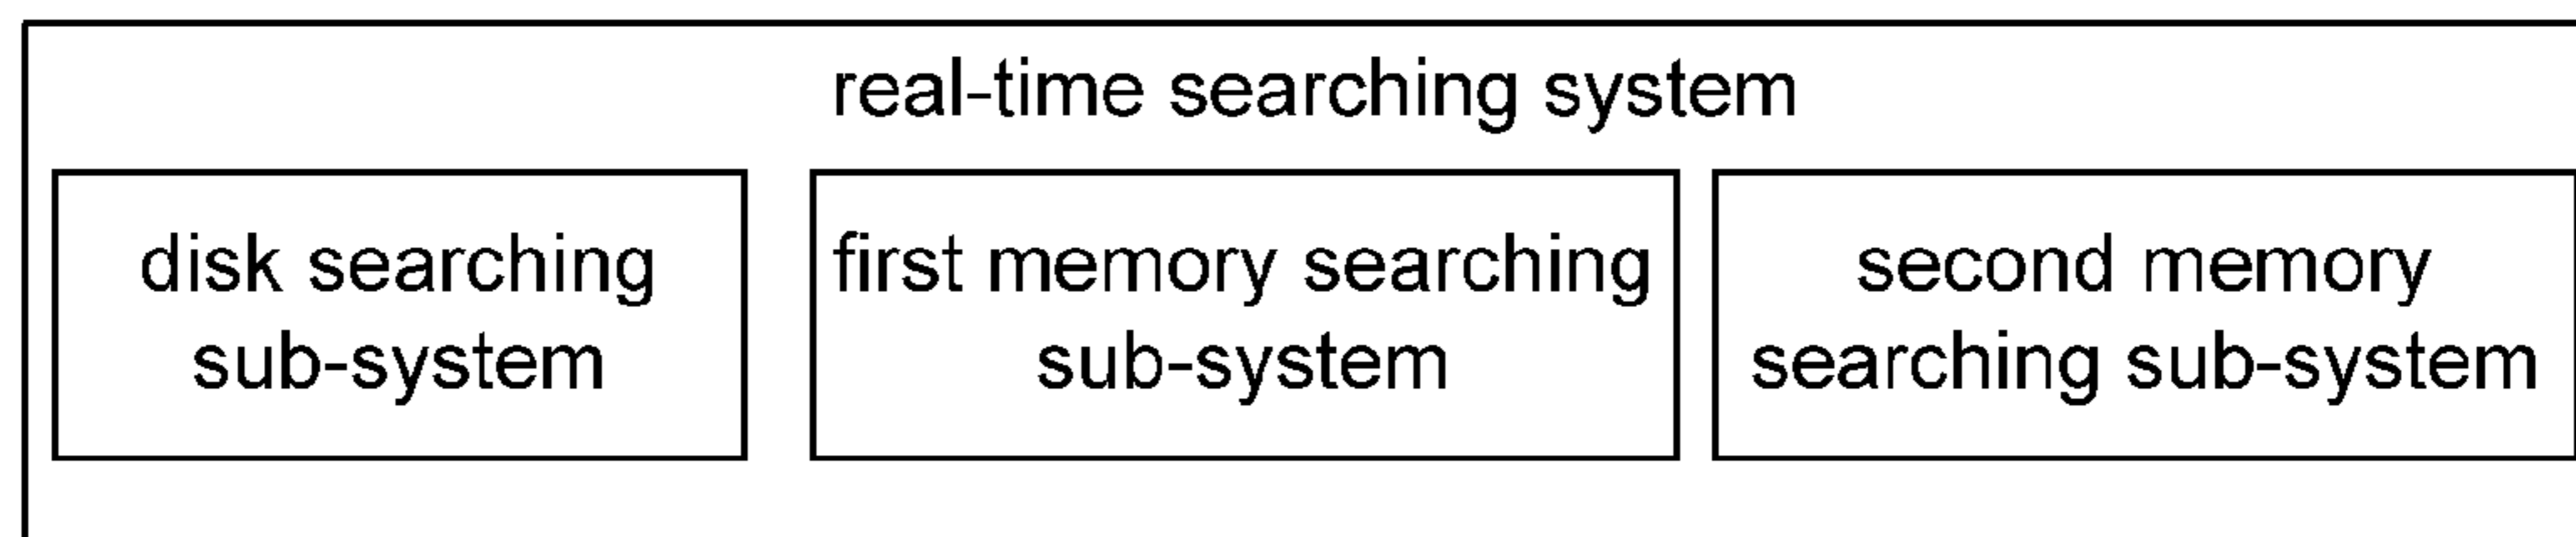 real-time searching system
disk searching
sub-system
first memory searching
sub-system
second memory
searching sub-system